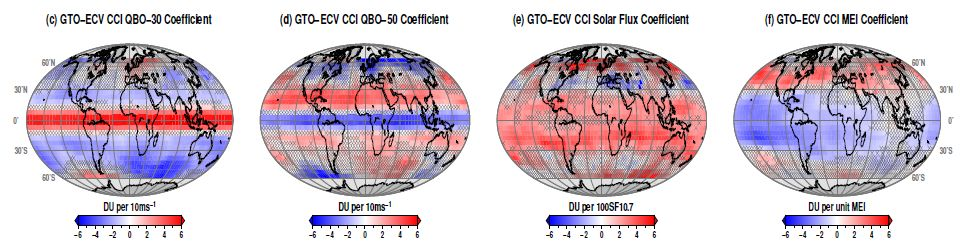 (c) GTO-ECV CCI QBO-30 Coefficient
(d) GTO-ECV CCI QBO-50 Coefficient
(e) GTO-ECV CCI Solar Flux Coefficient
(f) GTO-ECV CCI MEI Coefficient
60°N
30°N
0°
30°S
60°S
60°N
30°N
0°
30°S
60°S
DU per 10ms⁻¹
-6 -4 -2 0 2 4 6
DU per 10ms⁻¹
-6 -4 -2 0 2 4 6
DU per 100SF10.7
-6 -4 -2 0 2 4 6
DU per unit MEI
-6 -4 -2 0 2 4 6